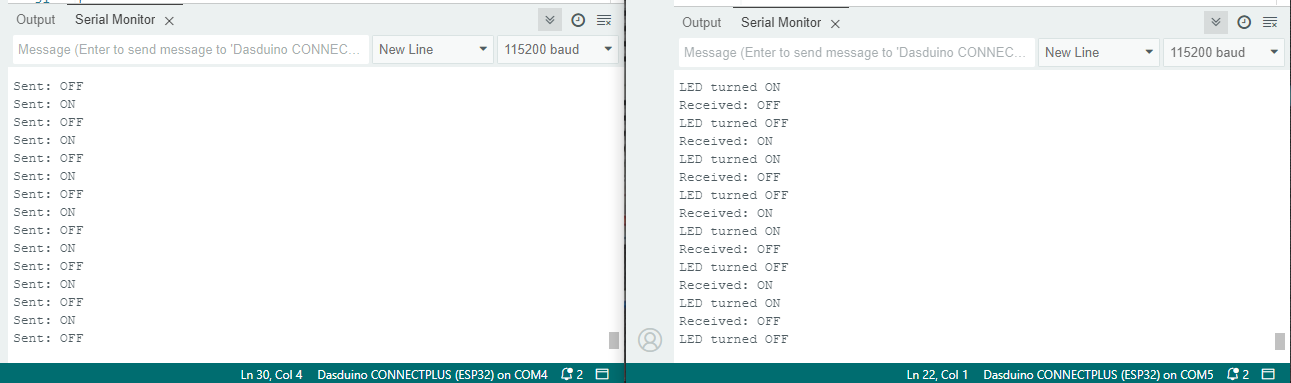 Output Serial Monitor
Message (Enter to send message to 'Dasduino CONNEC... New Line 115200 baud
Sent: OFF
Sent: ON
Sent: OFF
Sent: ON
Sent: OFF
Sent: ON
Sent: OFF
Sent: ON
Sent: OFF
Sent: ON
Sent: OFF
Sent: ON
Sent: OFF
Sent: ON
Sent: OFF
Ln 30, Col 4 Dasduino CONNECTPLUS (ESP32) on COM4 2
Output Serial Monitor
Message (Enter to send message to 'Dasduino CONNEC... New Line 115200 baud
LED turned ON
Received: OFF
LED turned OFF
Received: ON
LED turned ON
Received: OFF
LED turned OFF
Received: ON
LED turned ON
Received: OFF
LED turned OFF
Received: ON
LED turned ON
Received: OFF
LED turned OFF
Ln 22, Col 1 Dasduino CONNECTPLUS (ESP32) on COM5 2